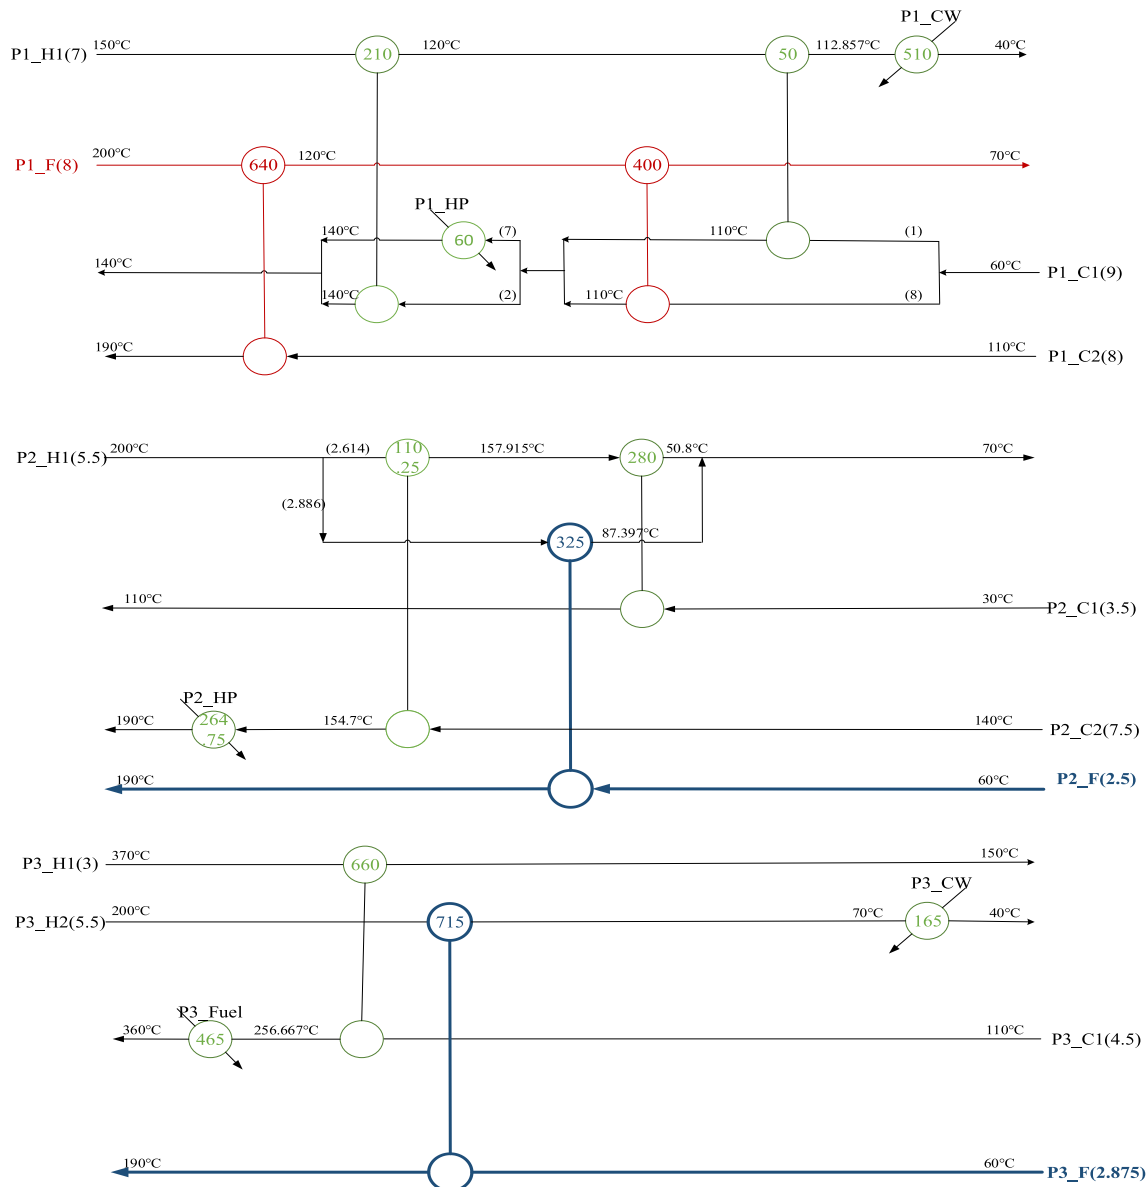 P1_CW
P1_H1(7)
150°C
210
120°C
50
112.857°C
510
40°C
P1_F(8)
200°C
640
120°C
400
70°C
P1_HP
140°C
60
(7)
110°C
(1)
140°C
60°C
P1_C1(9)
140°C
(2)
110°C
(8)
190°C
110°C
P1_C2(8)
P2_H1(5.5)
200°C
(2.614)
110
.25
157.915°C
280
50.8°C
70°C
(2.886)
325
87.397°C
110°C
30°C
P2_C1(3.5)
P2_HP
190°C
264
.75
154.7°C
140°C
P2_C2(7.5)
190°C
60°C
P2_F(2.5)
P3_H1(3)
370°C
660
150°C
P3_CW
P3_H2(5.5)
200°C
715
70°C
165
40°C
P3_Fuel
360°C
465
256.667°C
110°C
P3_C1(4.5)
190°C
60°C
P3_F(2.875)